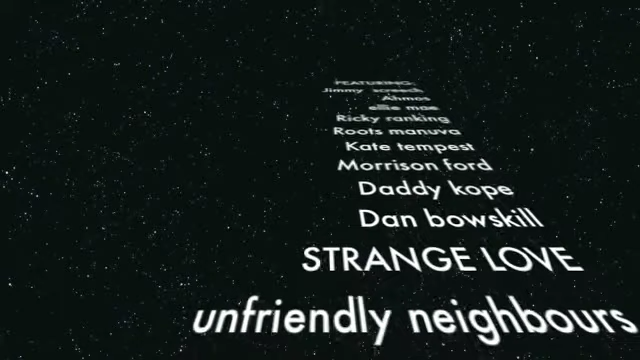 FEATURING
Jimmy screech
Ahmos
ellie mae
Ricky ranking
Roots manuva
Kate tempest
Morrison ford
Daddy kope
Dan bowskill
STRANGE LOVE
unfriendly neighbours